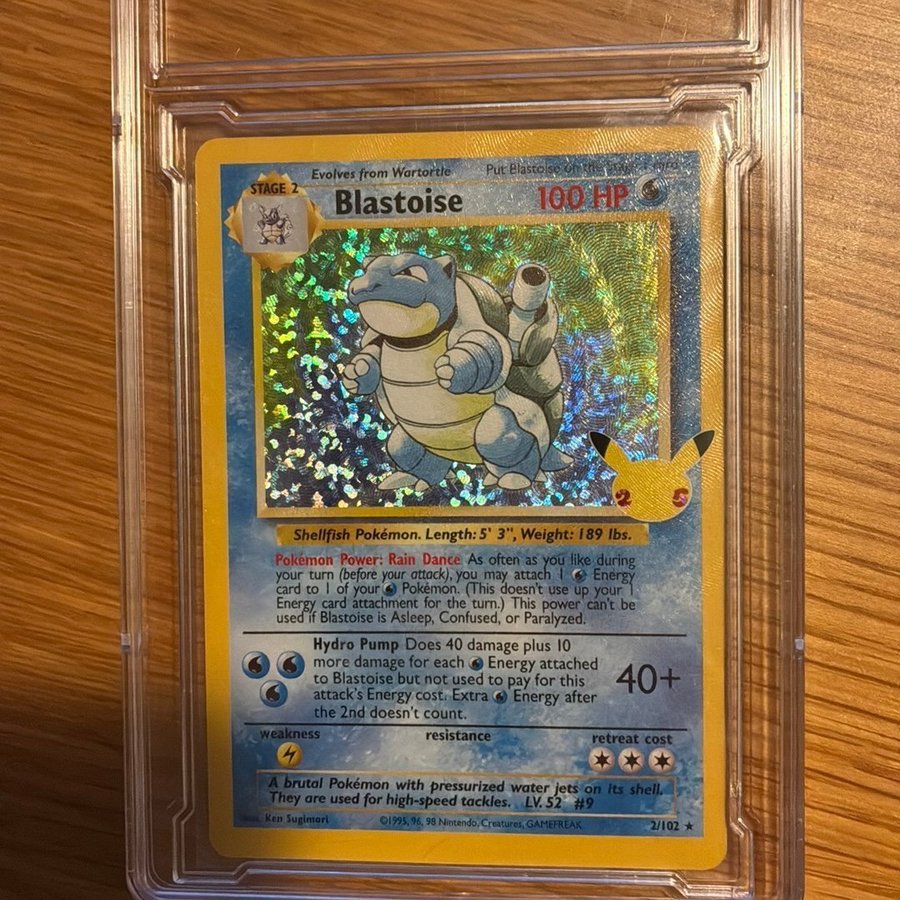 Evolves from Wartortle
Put Blastoise on the Stage 1 card
STAGE 2
Blastoise
100 HP
25
Shellfish Pokémon. Length: 5' 3", Weight: 189 lbs.
Pokémon Power: Rain Dance As often as you like during
your turn (before your attack), you may attach 1 Energy
card to 1 of your Pokémon. (This doesn't use up your 1
Energy card attachment for the turn.) This power can't be
used if Blastoise is Asleep, Confused, or Paralyzed.
Hydro Pump Does 40 damage plus 10
more damage for each Energy attached
to Blastoise but not used to pay for this
attack's Energy cost. Extra Energy after
the 2nd doesn't count.
40+
weakness
resistance
retreat cost
A brutal Pokémon with pressurized water jets on its shell.
They are used for high-speed tackles. LV. 52 #9
Illus. Ken Sugimori
©1995, 96, 98 Nintendo, Creatures, GAMEFREAK
2/102 ★